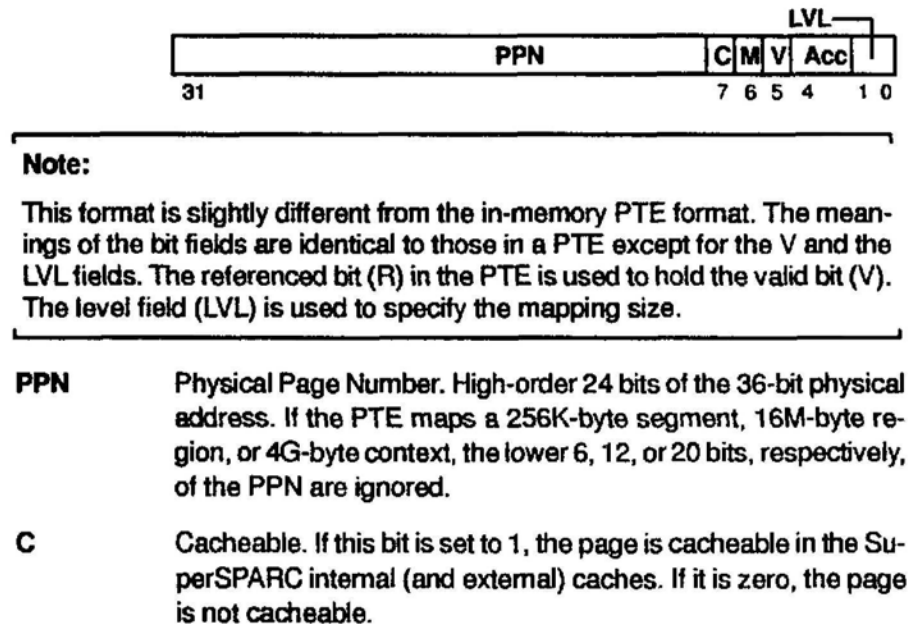 LVL
PPN C M V Acc
31 7 6 5 4 1 0
Note:
This format is slightly different from the in-memory PTE format. The mean-
ings of the bit fields are identical to those in a PTE except for the V and the
LVL fields. The referenced bit (R) in the PTE is used to hold the valid bit (V).
The level field (LVL) is used to specify the mapping size.
PPN Physical Page Number. High-order 24 bits of the 36-bit physical
address. If the PTE maps a 256K-byte segment, 16M-byte re-
gion, or 4G-byte context, the lower 6, 12, or 20 bits, respectively,
of the PPN are ignored.
C Cacheable. If this bit is set to 1, the page is cacheable in the Su-
perSPARC internal (and external) caches. If it is zero, the page
is not cacheable.